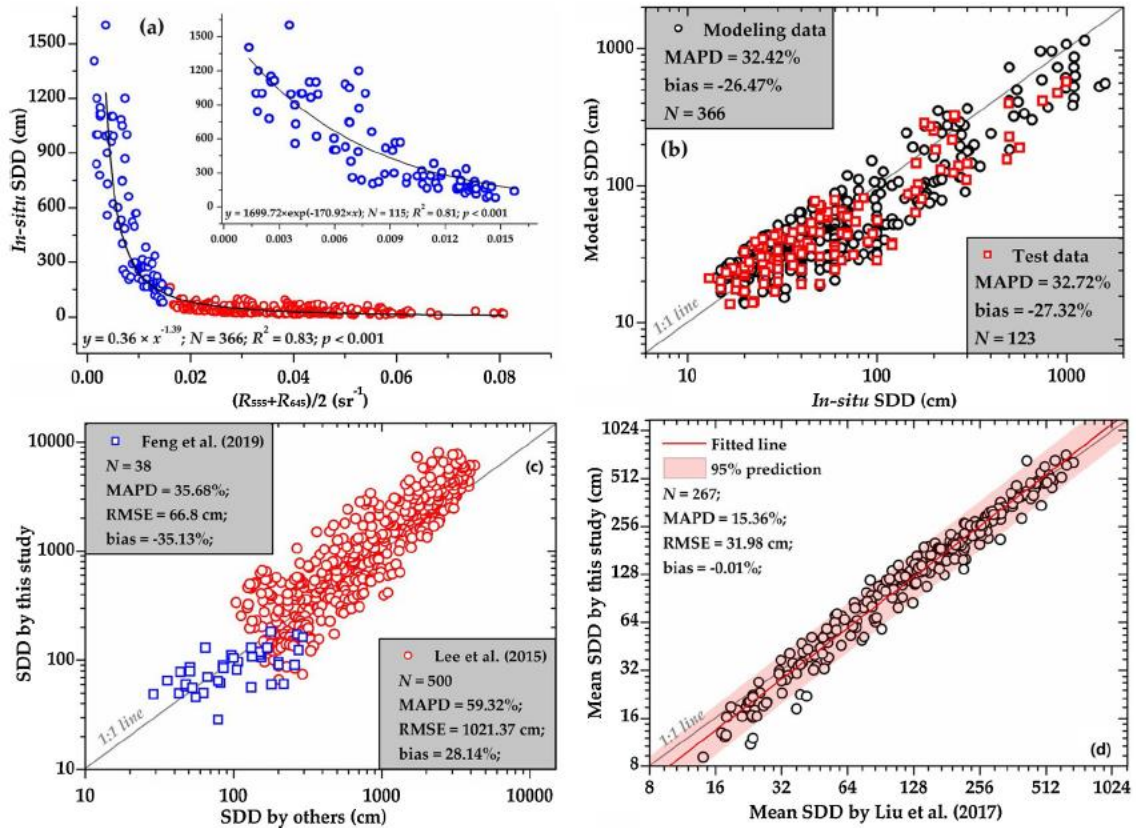 (a)
1500
1200
900
600
300
0
In-situ SDD (cm)
1500
1200
900
600
300
0
y = 1699.72×exp(-170.92×x); N = 115; R² = 0.81; p < 0.001
0.000 0.003 0.006 0.009 0.012 0.015
y = 0.36 × x^-1.39; N = 366; R² = 0.83; p < 0.001
0.00 0.02 0.04 0.06 0.08
(R555+R645)/2 (sr⁻¹)
Modeling data
MAPD = 32.42%
bias = -26.47%
N = 366
(b)
Test data
MAPD = 32.72%
bias = -27.32%
N = 123
1:1 line
1000
100
10
Modeled SDD (cm)
10 100 1000
In-situ SDD (cm)
Feng et al. (2019)
N = 38
MAPD = 35.68%;
RMSE = 66.8 cm;
bias = -35.13%;
(c)
Lee et al. (2015)
N = 500
MAPD = 59.32%;
RMSE = 1021.37 cm;
bias = 28.14%;
1:1 line
10000
1000
100
10
SDD by this study
10 100 1000 10000
SDD by others (cm)
Fitted line
95% prediction
N = 267;
MAPD = 15.36%;
RMSE = 31.98 cm;
bias = -0.01%;
1:1 line
(d)
1024
512
256
128
64
32
16
8
Mean SDD by this study (cm)
8 16 32 64 128 256 512 1024
Mean SDD by Liu et al. (2017)